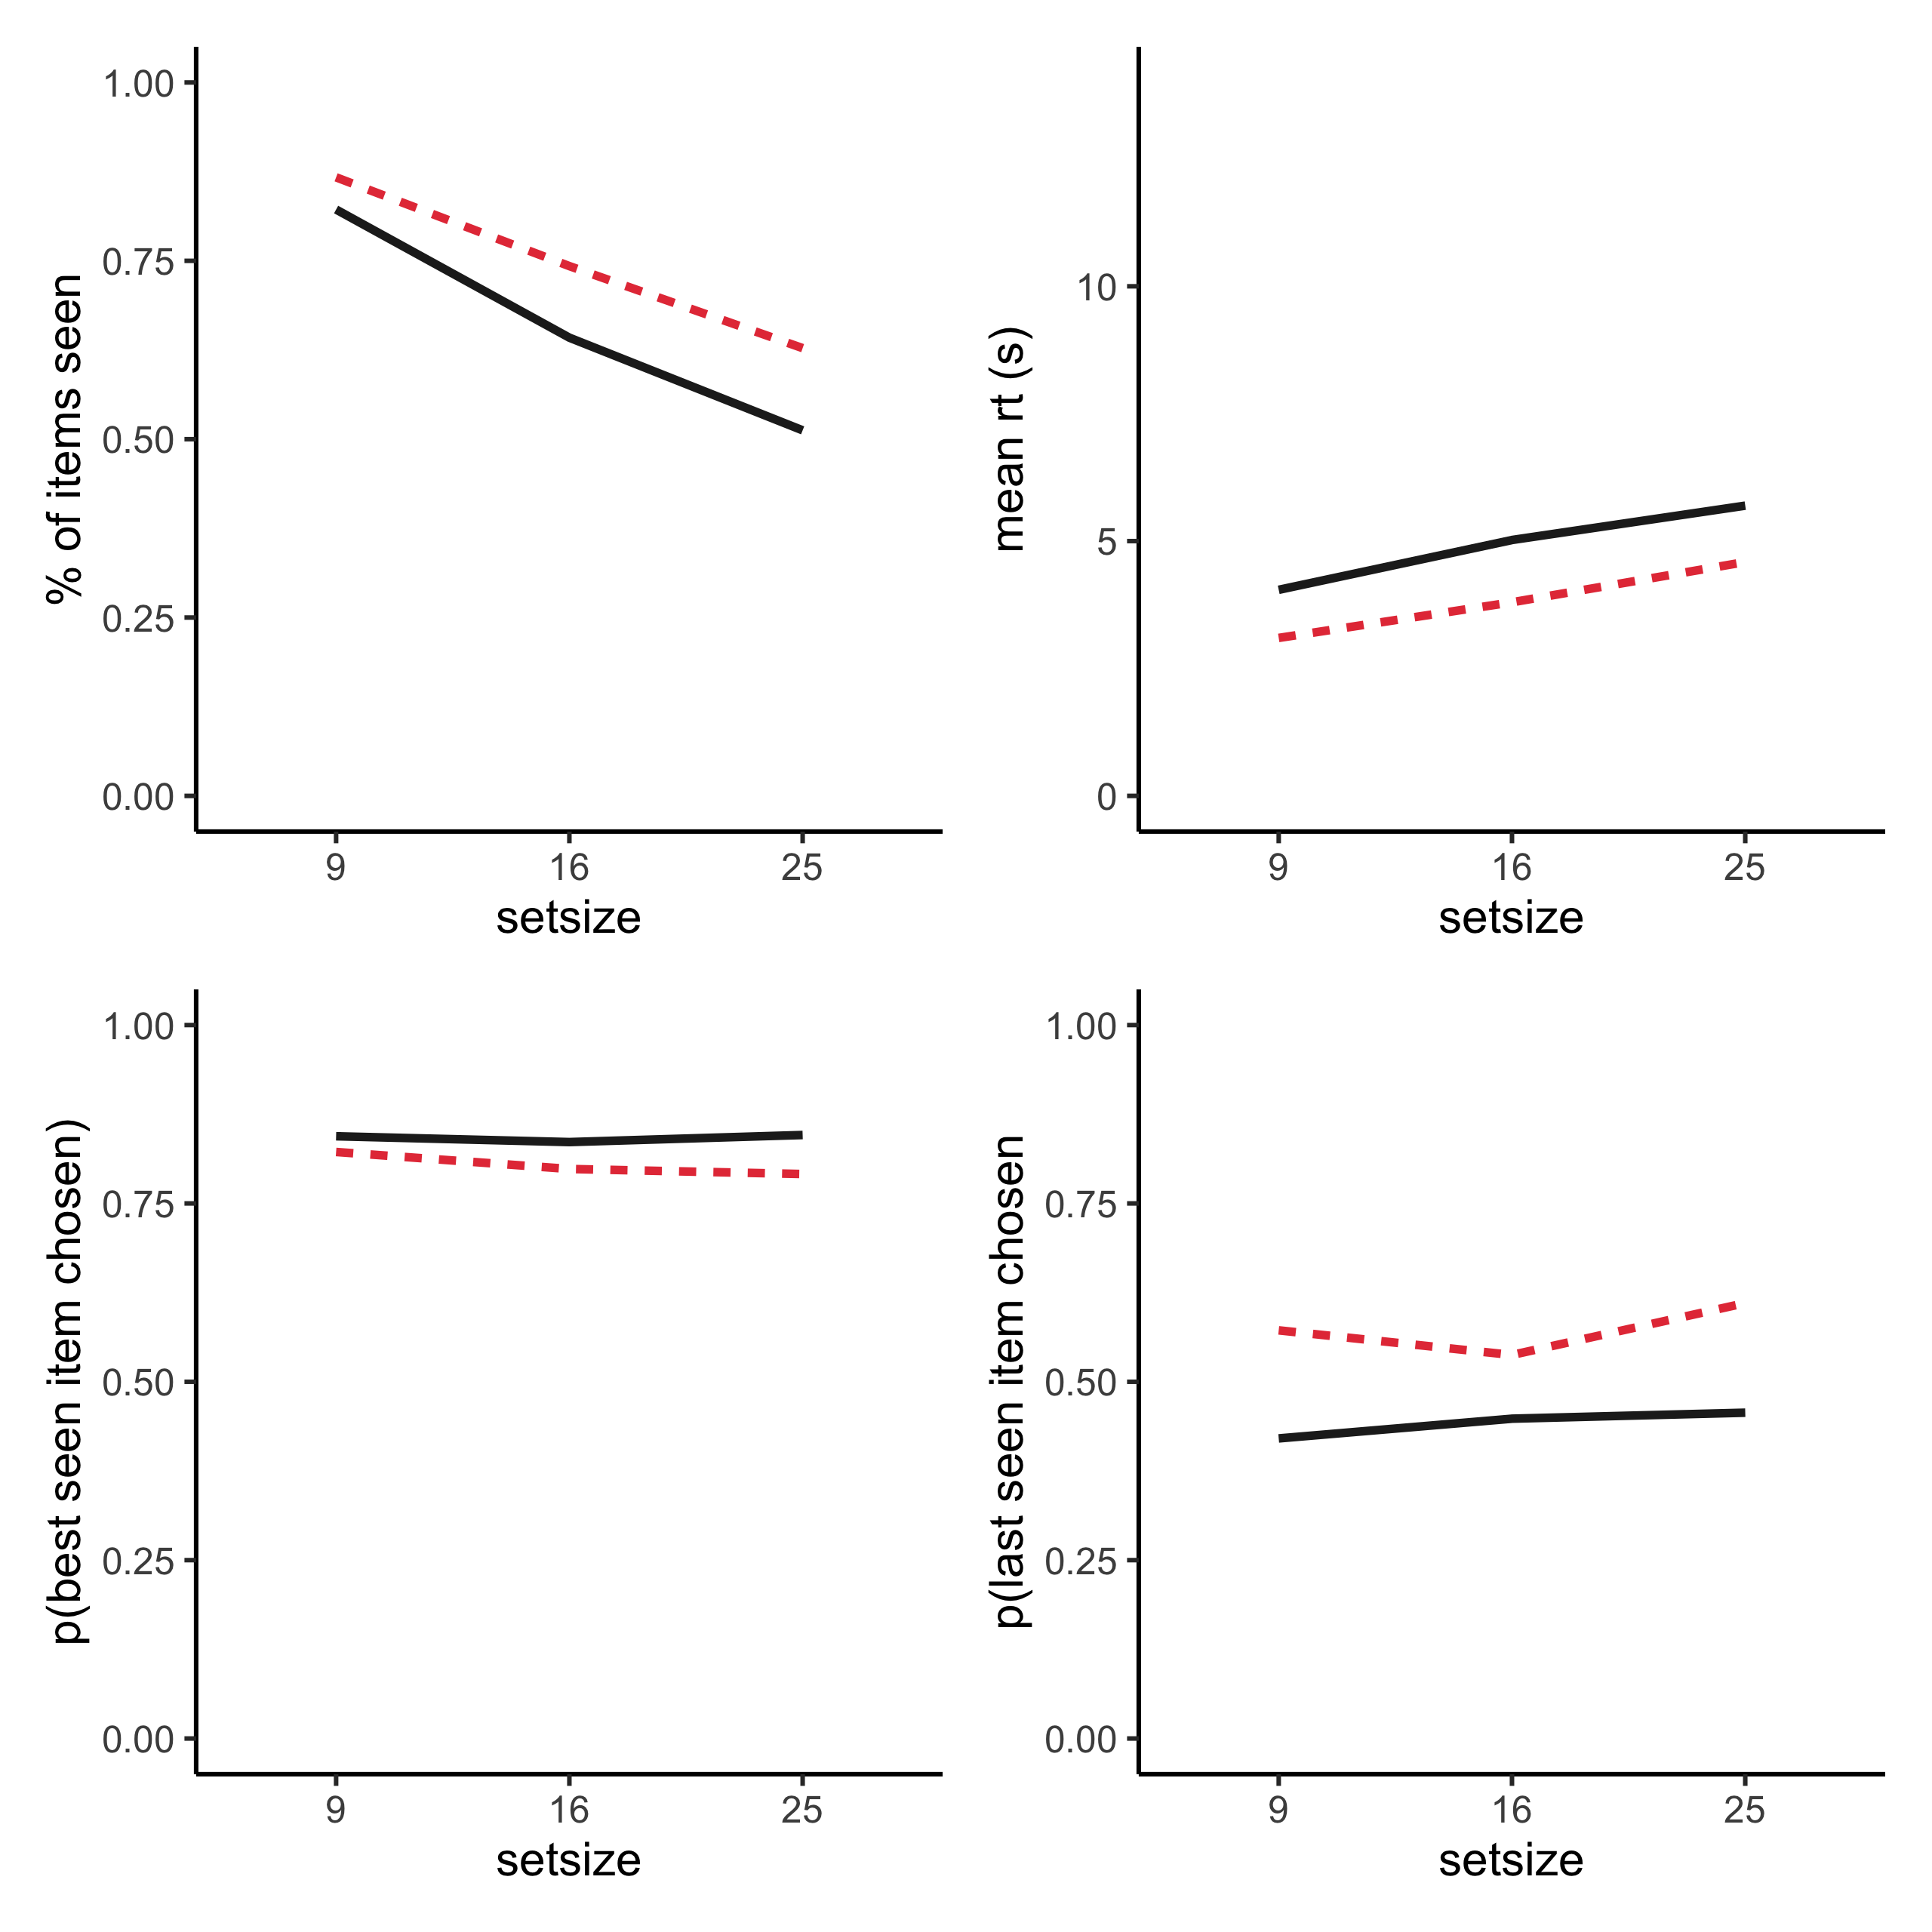 % of items seen
1.00
0.75
0.50
0.25
0.00
9 16 25
setsize
mean rt (s)
10
5
0
9 16 25
setsize
p(best seen item chosen)
1.00
0.75
0.50
0.25
0.00
9 16 25
setsize
p(last seen item chosen
1.00
0.75
0.50
0.25
0.00
9 16 25
setsize